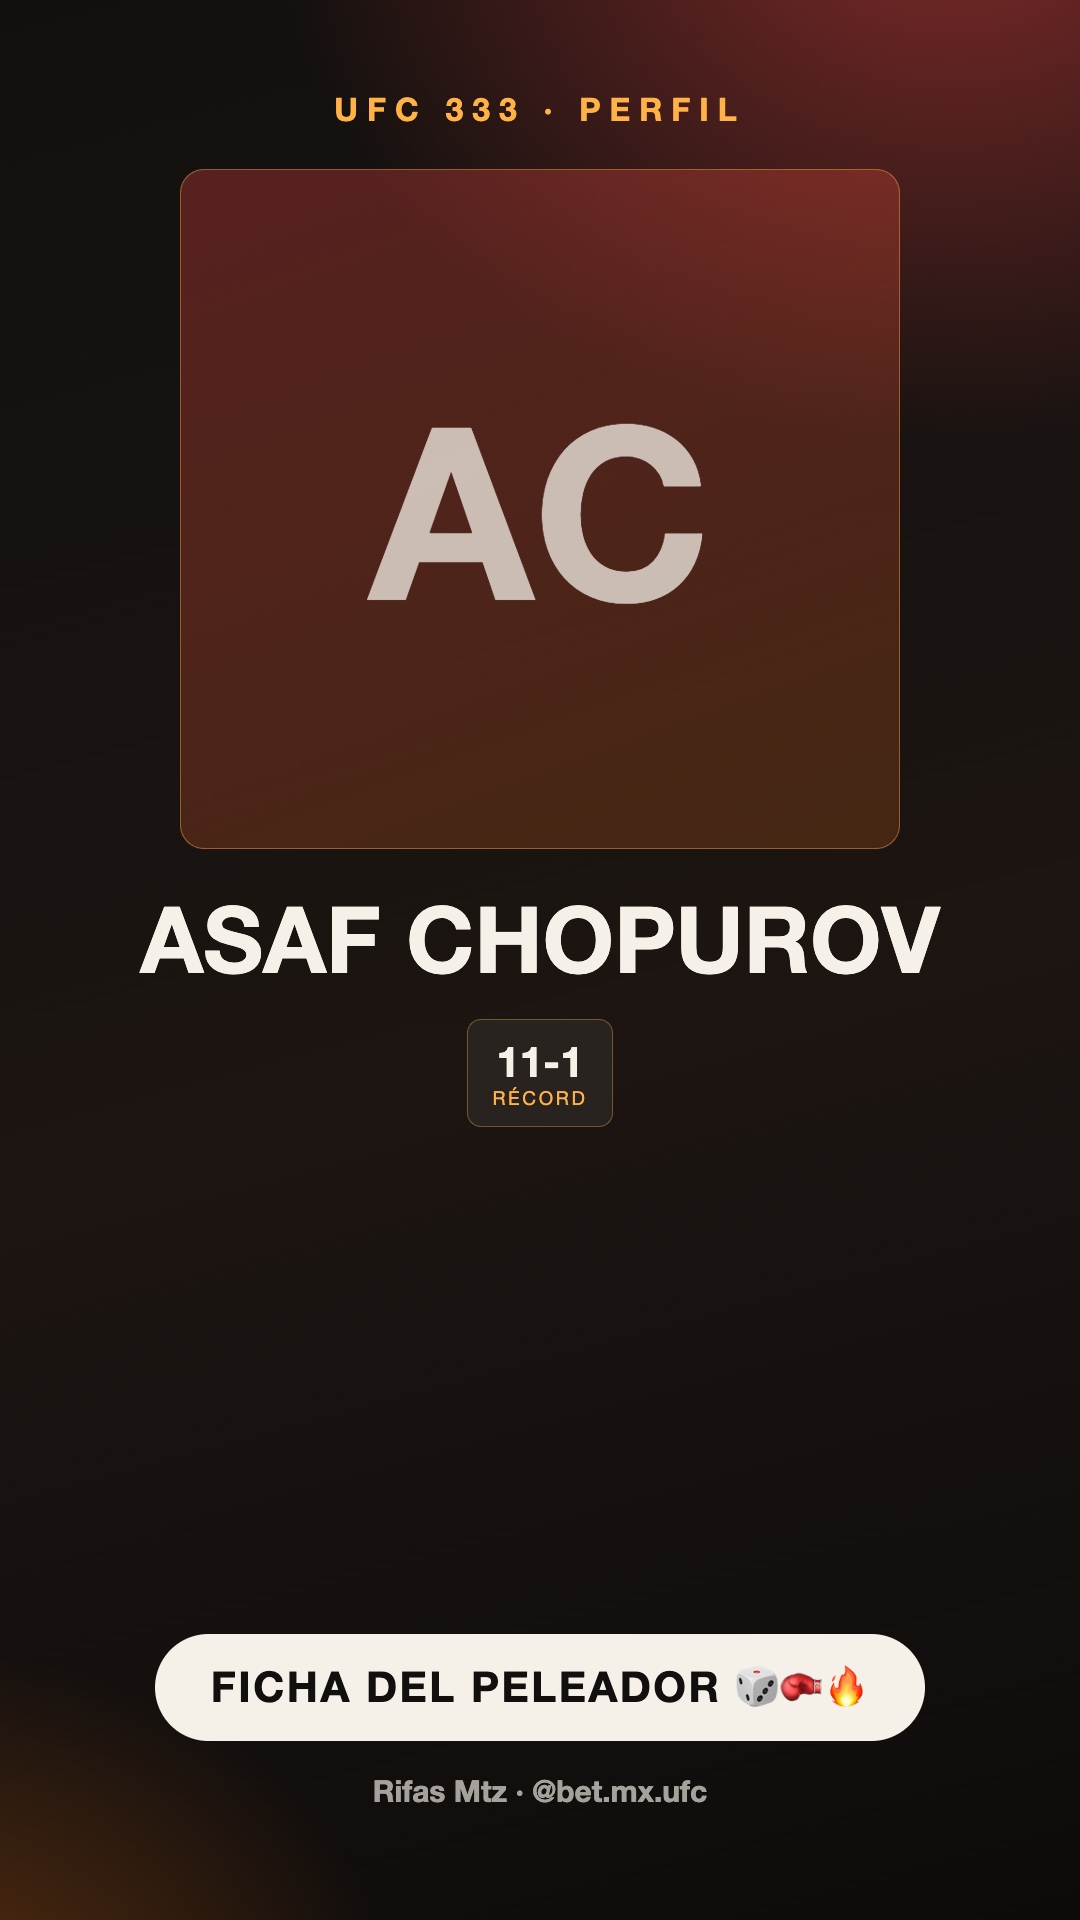 UFC 333 · PERFIL
AC
ASAF CHOPUROV
11-1
RÉCORD
FICHA DEL PELEADOR 🎲🥊🔥
Rifas Mtz · @bet.mx.ufc